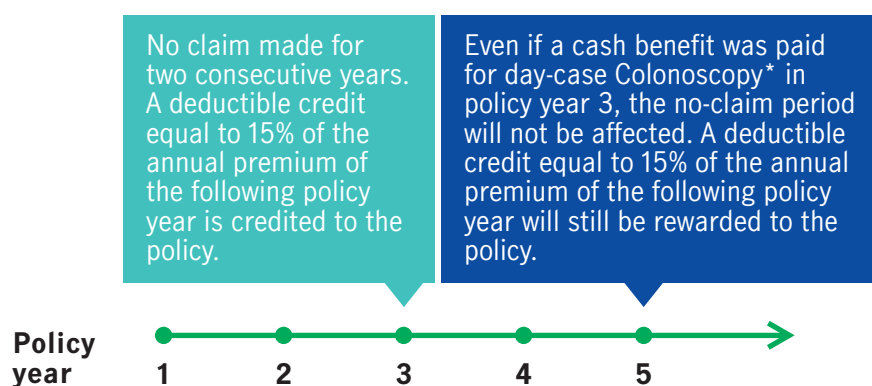 No claim made for
two consecutive years.
A deductible credit
equal to 15% of the
annual premium of
the following policy
year is credited to the
policy.
Even if a cash benefit was paid
for day-case Colonoscopy* in
policy year 3, the no-claim period
will not be affected. A deductible
credit equal to 15% of the annual
premium of the following policy
year will still be rewarded to the
policy.
Policy
year 1 2 3 4 5